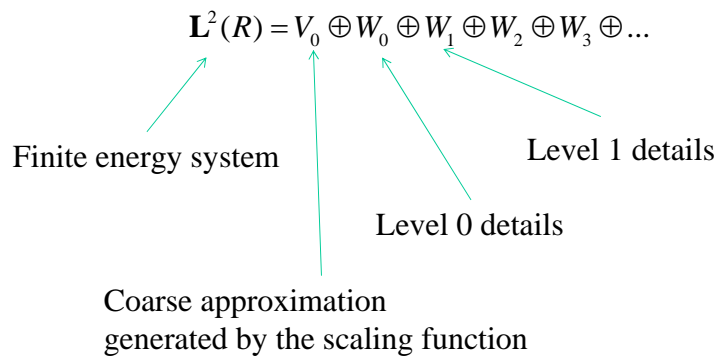 L²(R) = V₀ ⊕ W₀ ⊕ W₁ ⊕ W₂ ⊕ W₃ ⊕ ...
Finite energy system
Level 1 details
Level 0 details
Coarse approximation
generated by the scaling function